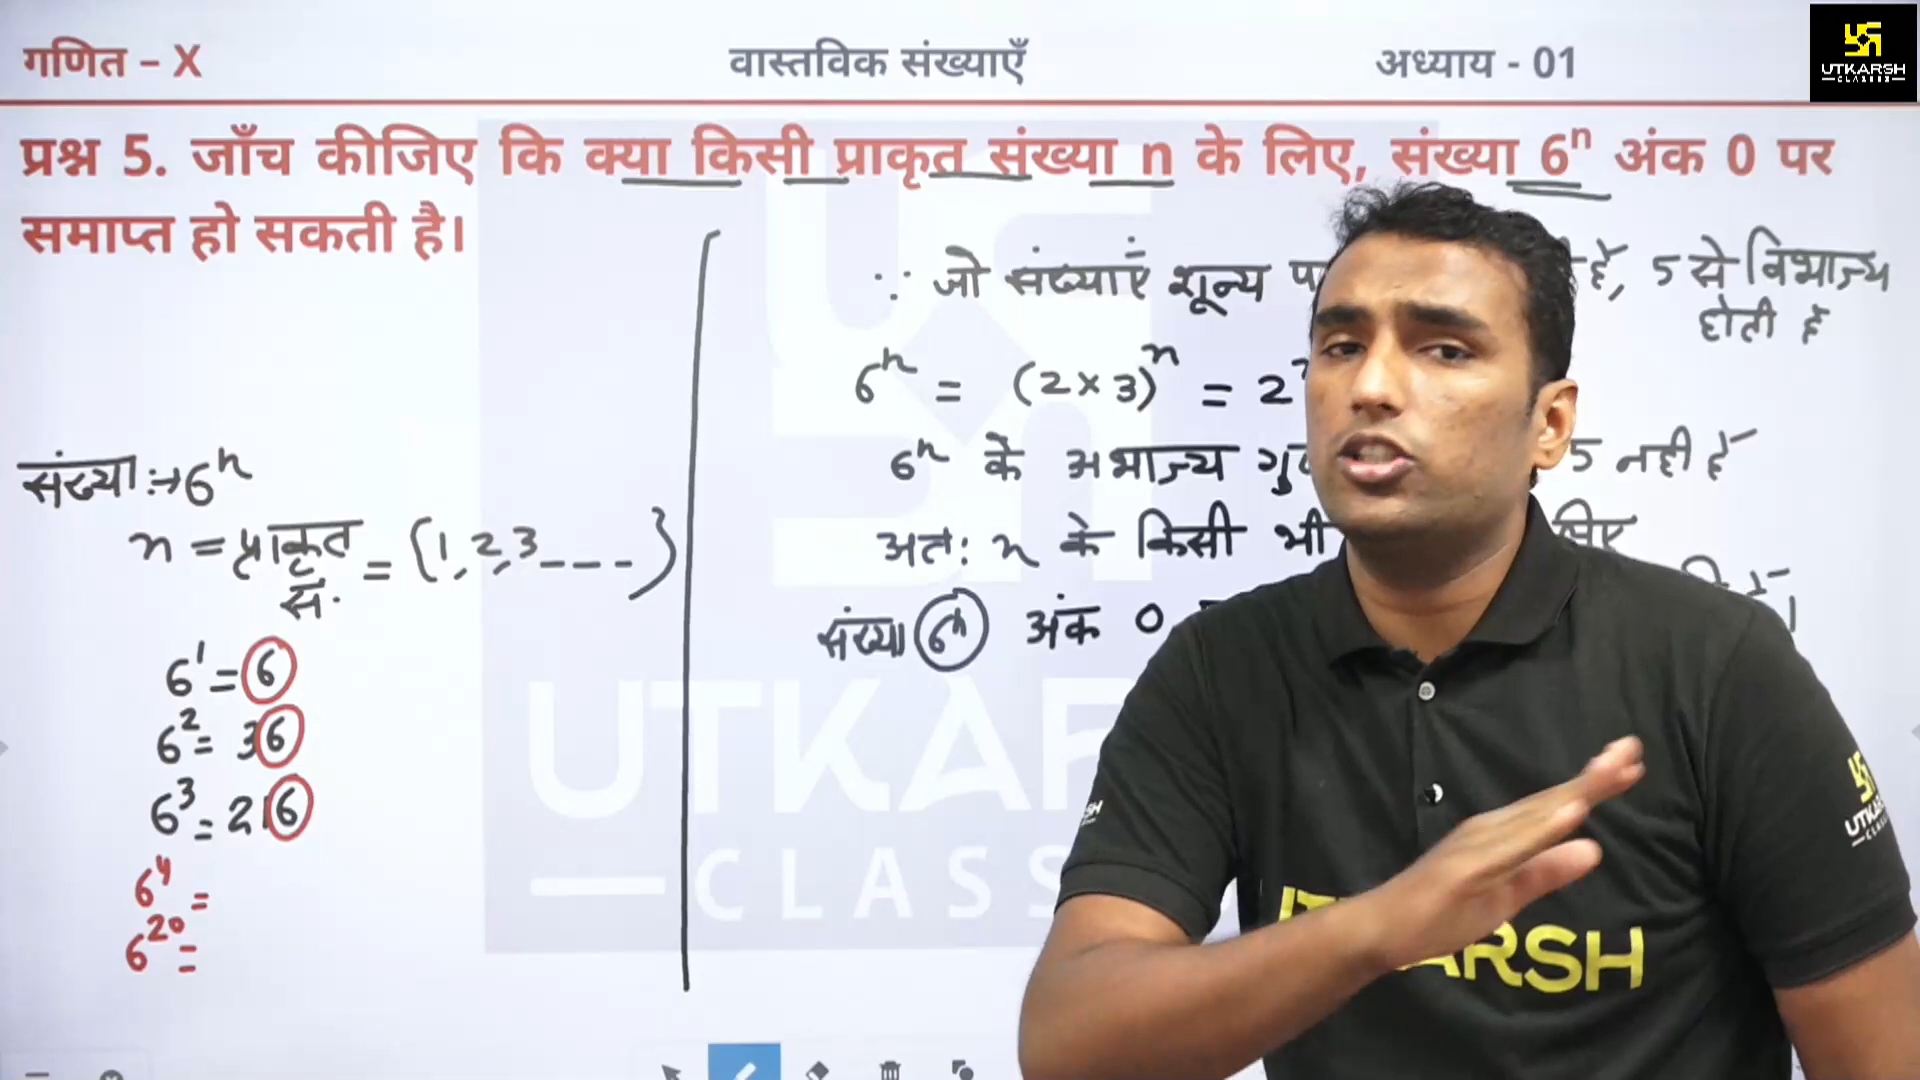 गणित – X
वास्तविक संख्याएँ
अध्याय - 01
UTKARSH
CLASSES
प्रश्न 5. जाँच कीजिए कि क्या किसी प्राकृत संख्या n के लिए, संख्या 6ⁿ अंक 0 पर
समाप्त हो सकती है।
संख्या :→ 6ⁿ
n = प्राकृत सं. = {1, 2, 3 _ _ _ _ }
6¹ = 6
6² = 36
6³ = 216
6⁴ =
6²⁰ =
∵ जो संख्याएँ शून्य है, 5 से विभाज्य
होती है
6ⁿ = (2 × 3)ⁿ = 2
6ⁿ के अभाज्य 5 नही है
अतः n के किसी भी
संख्या 6ⁿ अंक 0
UTKAR
CLASS
UTKARSH